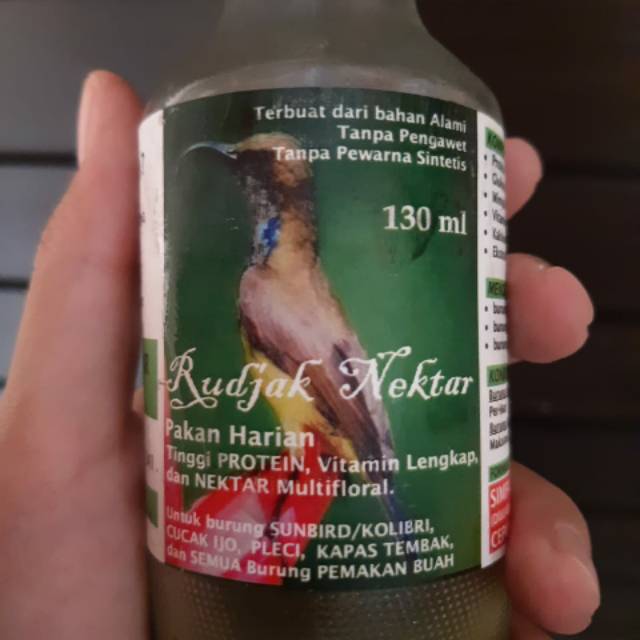 Terbuat dari bahan Alami
Tanpa Pengawet
Tanpa Pewarna Sintetis
130 ml
Rudjak Nektar
Pakan Harian
Tinggi PROTEIN, Vitamin Lengkap,
dan NEKTAR Multifloral.
Untuk burung SUNBIRD/KOLIBRI,
CUCAK IJO, PLECI, KAPAS TEMBAK,
dan SEMUA Burung PEMAKAN BUAH